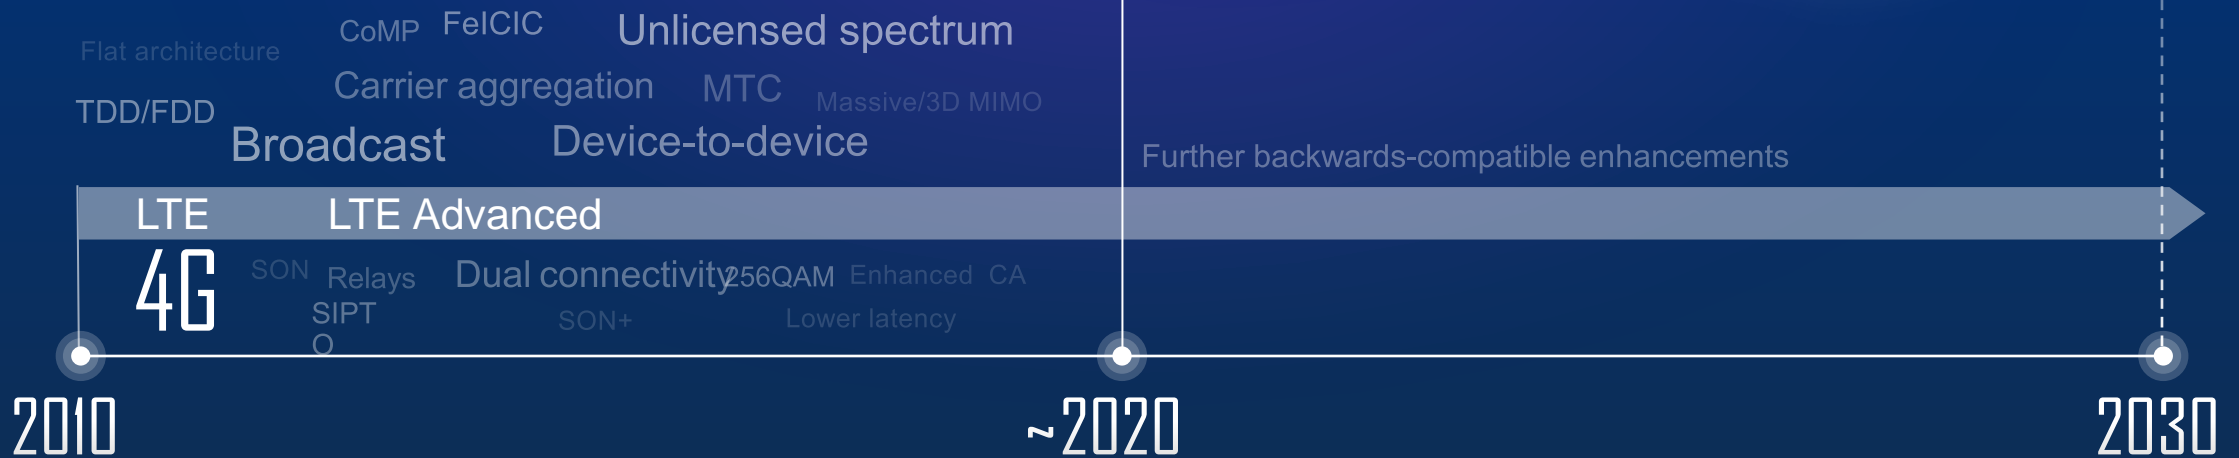 CoMP FeICIC Unlicensed spectrum
Flat architecture
Carrier aggregation MTC
TDD/FDD Massive/3D MIMO
Broadcast Device-to-device
Further backwards-compatible enhancements
LTE LTE Advanced
4G
SON Relays Dual connectivity 256QAM Enhanced CA
SIPT
O
SON+ Lower latency
2010 ~2020 2030